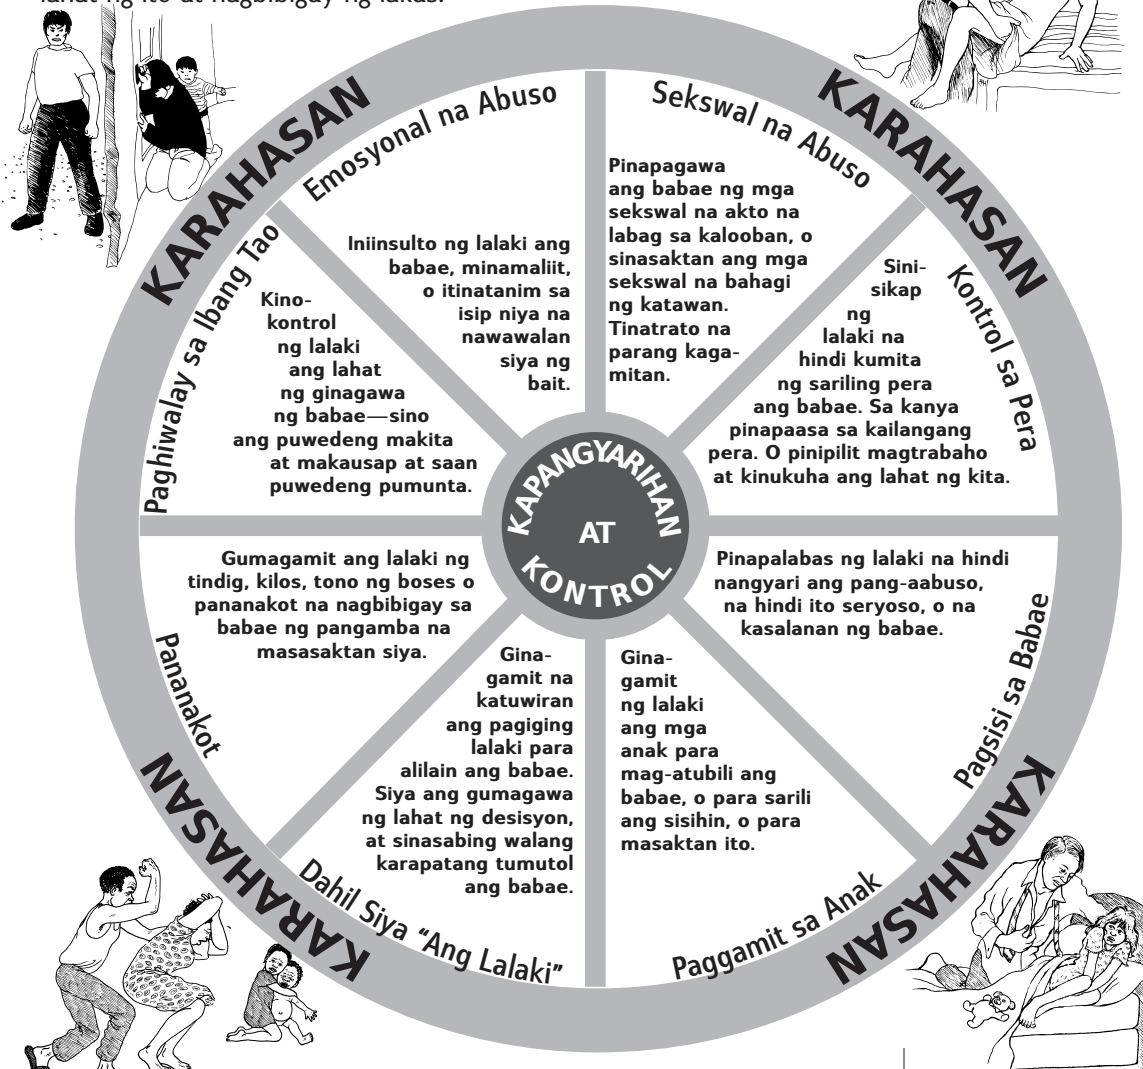 lahat ng ito at nagbibigay ng lakas.
KARAHASAN
KARAHASAN
Emosyonal na Abuso
Iniinsulto ng lalaki ang
babae, minamaliit,
o itinatanim sa
isip niya na
nawawalan
siya ng
bait.
Sekswal na Abuso
Pinapagawa
ang babae ng mga
sekswal na akto na
labag sa kalooban, o
sinasaktan ang mga
sekswal na bahagi
ng katawan.
Tinatrato na
parang kaga-
mitan.
Kontrol sa Pera
Sini-
sikap
ng
lalaki na
hindi kumita
ng sariling pera
ang babae. Sa kanya
pinapaasa sa kailangang
pera. O pinipilit magtrabaho
at kinukuha ang lahat ng kita.
Paghiwalay sa Ibang Tao
Kino-
kontrol
ng lalaki
ang lahat
ng ginagawa
ng babae—sino
ang puwedeng makita
at makausap at saan
puwedeng pumunta.
KAPANGYARIHAN
AT
KONTROL
Pananakot
Gumagamit ang lalaki ng
tindig, kilos, tono ng boses o
pananakot na nagbibigay sa
babae ng pangamba na
masasaktan siya.
Pinapalabas ng lalaki na hindi
nangyari ang pang-aabuso,
na hindi ito seryoso, o na
kasalanan ng babae.
Pagsisi sa Babae
Gina-
gamit na
katuwiran
ang pagiging
lalaki para
alilain ang babae.
Siya ang gumagawa
ng lahat ng desisyon,
at sinasabing walang
karapatang tumutol
ang babae.
Dahil Siya “Ang Lalaki”
Gina-
gamit
ng lalaki
ang mga
anak para
mag-atubili ang
babae, o para sarili
ang sisihin, o para
masaktan ito.
Paggamit sa Anak
KARAHASAN
KARAHASAN